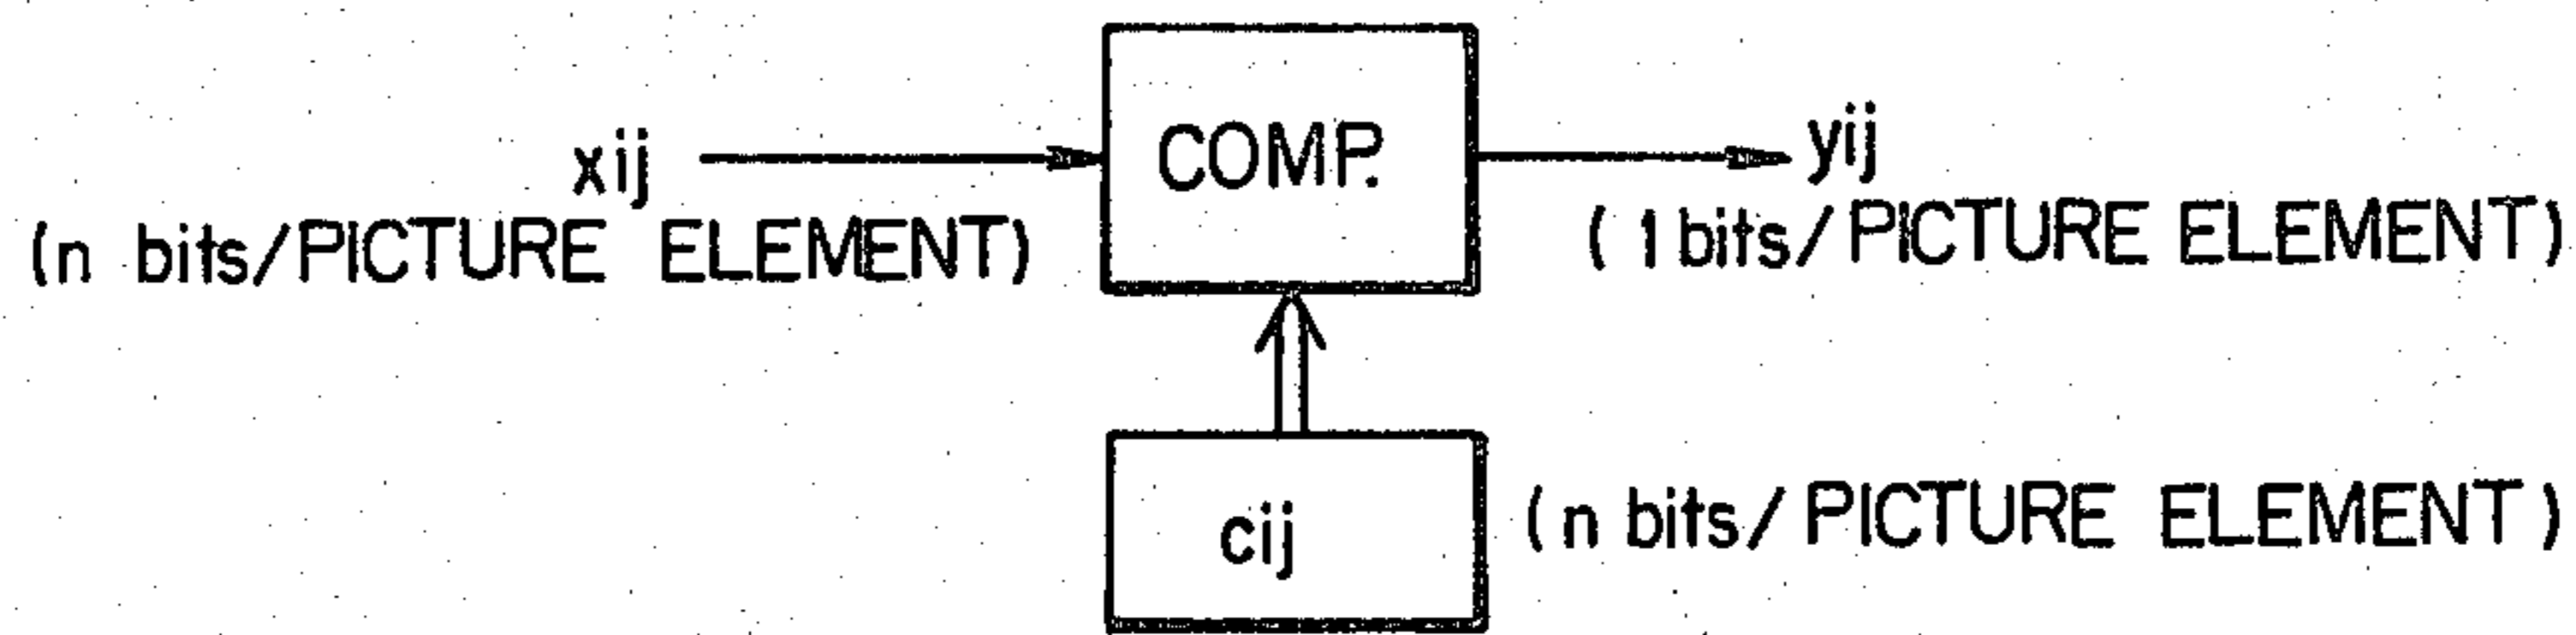 xij
(n bits/PICTURE ELEMENT)
COMP.
yij
(1 bits/PICTURE ELEMENT)
cij
(n bits/PICTURE ELEMENT)